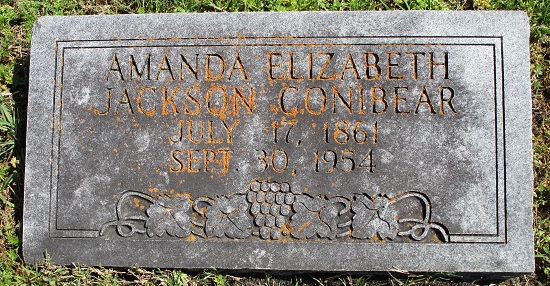 AMANDA ELIZABETH
JACKSON CONIBEAR
JULY 17, 1861
SEPT. 30, 1954